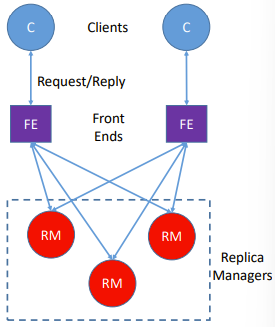 C Clients C
Request/Reply
FE Front Ends FE
RM RM
RM
Replica Managers